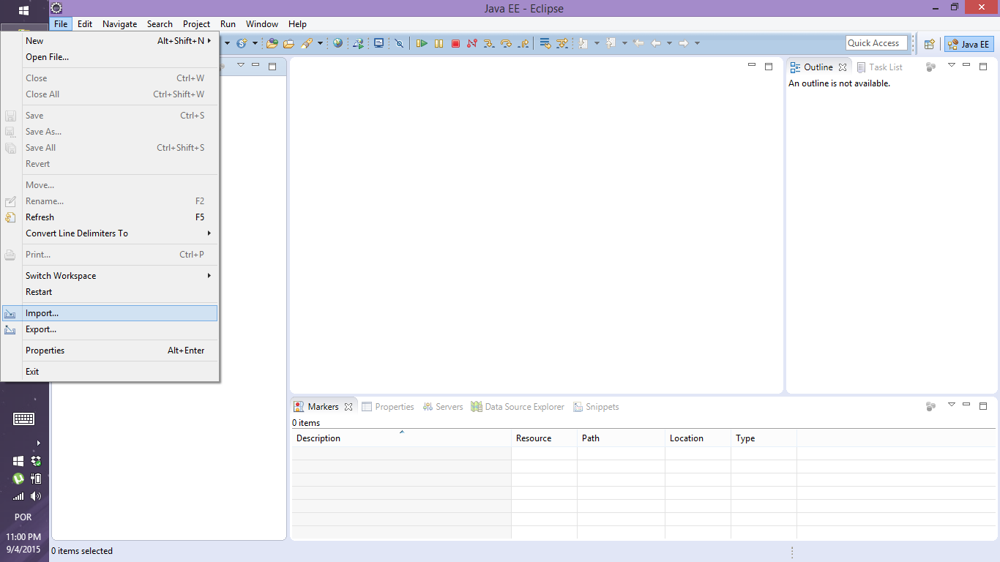 Java EE - Eclipse
File Edit Navigate Search Project Run Window Help
New Alt+Shift+N
Open File...
Close Ctrl+W
Close All Ctrl+Shift+W
Save Ctrl+S
Save As...
Save All Ctrl+Shift+S
Revert
Move...
Rename... F2
Refresh F5
Convert Line Delimiters To
Print... Ctrl+P
Switch Workspace
Restart
Import...
Export...
Properties Alt+Enter
Exit
Quick Access
Java EE
Outline Task List
An outline is not available.
Markers Properties Servers Data Source Explorer Snippets
0 items
Description Resource Path Location Type
POR
11:00 PM
9/4/2015
0 items selected